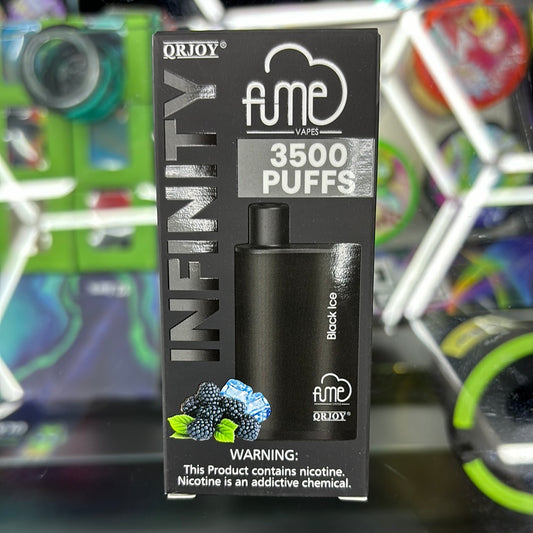 QRJOY®
INFINITY
fume
VAPES
3500
PUFFS
Black Ice
fume
QRJOY®
WARNING:
This Product contains nicotine.
Nicotine is an addictive chemical.